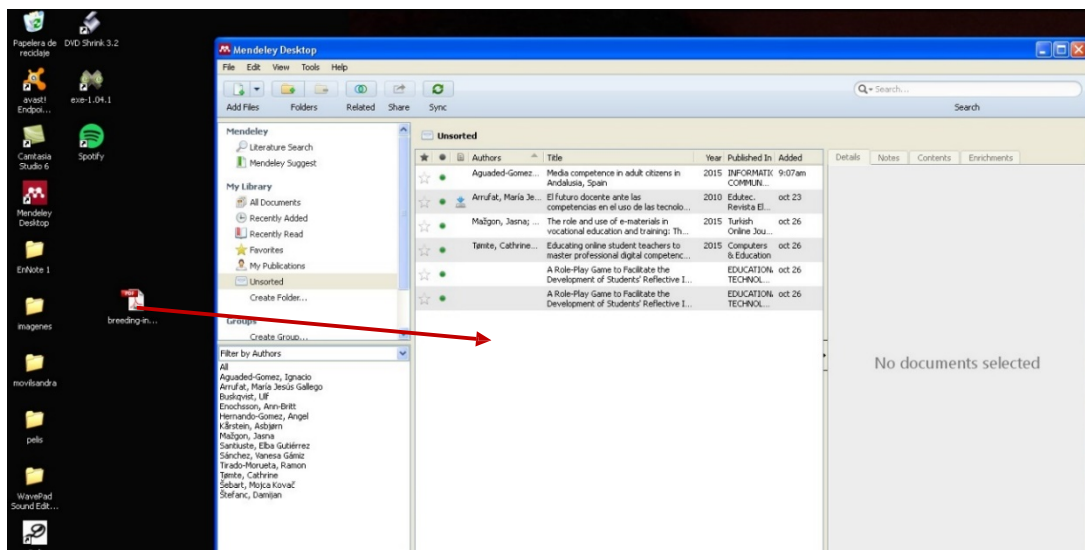 Papelera de
reciclaje
DVD Shrink 3.2
avast!
Endpoi...
exe-1.04.1
Camtasia
Studio 6
Spotify
Mendeley
Desktop
EnNote 1
imagenes
PDF
breeding-in...
movilsandra
pelis
WavePad
Sound Edit...
Mendeley Desktop
File Edit View Tools Help
Add Files Folders Related Share Sync
Search...
Search
Mendeley
Literature Search
Mendeley Suggest
My Library
All Documents
Recently Added
Recently Read
Favorites
My Publications
Unsorted
Create Folder...
Groups
Create Group...
Filter by Authors
All
Aguaded-Gomez, Ignacio
Arrufat, María Jesús Gallego
Buskqvist, Ulf
Enochsson, Ann-Britt
Hernando-Gomez, Angel
Kårstein, Asbjørn
Mažgon, Jasna
Santiuste, Elba Gutiérrez
Sánchez, Vanesa Gámiz
Tirado-Morueta, Ramon
Tømte, Cathrine
Šebart, Mojca Kovač
Štefanc, Damijan
Unsorted
Authors Title Year Published In Added
Aguaded-Gomez... Media competence in adult citizens in 2015 INFORMATIC 9:07am
Andalusia, Spain COMMUN...
Arrufat, María Je... El futuro docente ante las 2010 Edutec. oct 23
competencias en el uso de las tecnolo... Revista El...
Mažgon, Jasna; ... The role and use of e-materials in 2015 Turkish oct 26
vocational education and training: Th... Online Jou...
Tømte, Cathrine... Educating online student teachers to 2015 Computers oct 26
master professional digital competenc... & Education
A Role-Play Game to Facilitate the EDUCATION oct 26
Development of Students' Reflective I... TECHNOL...
A Role-Play Game to Facilitate the EDUCATION oct 26
Development of Students' Reflective I... TECHNOL...
Details Notes Contents Enrichments
No documents selected